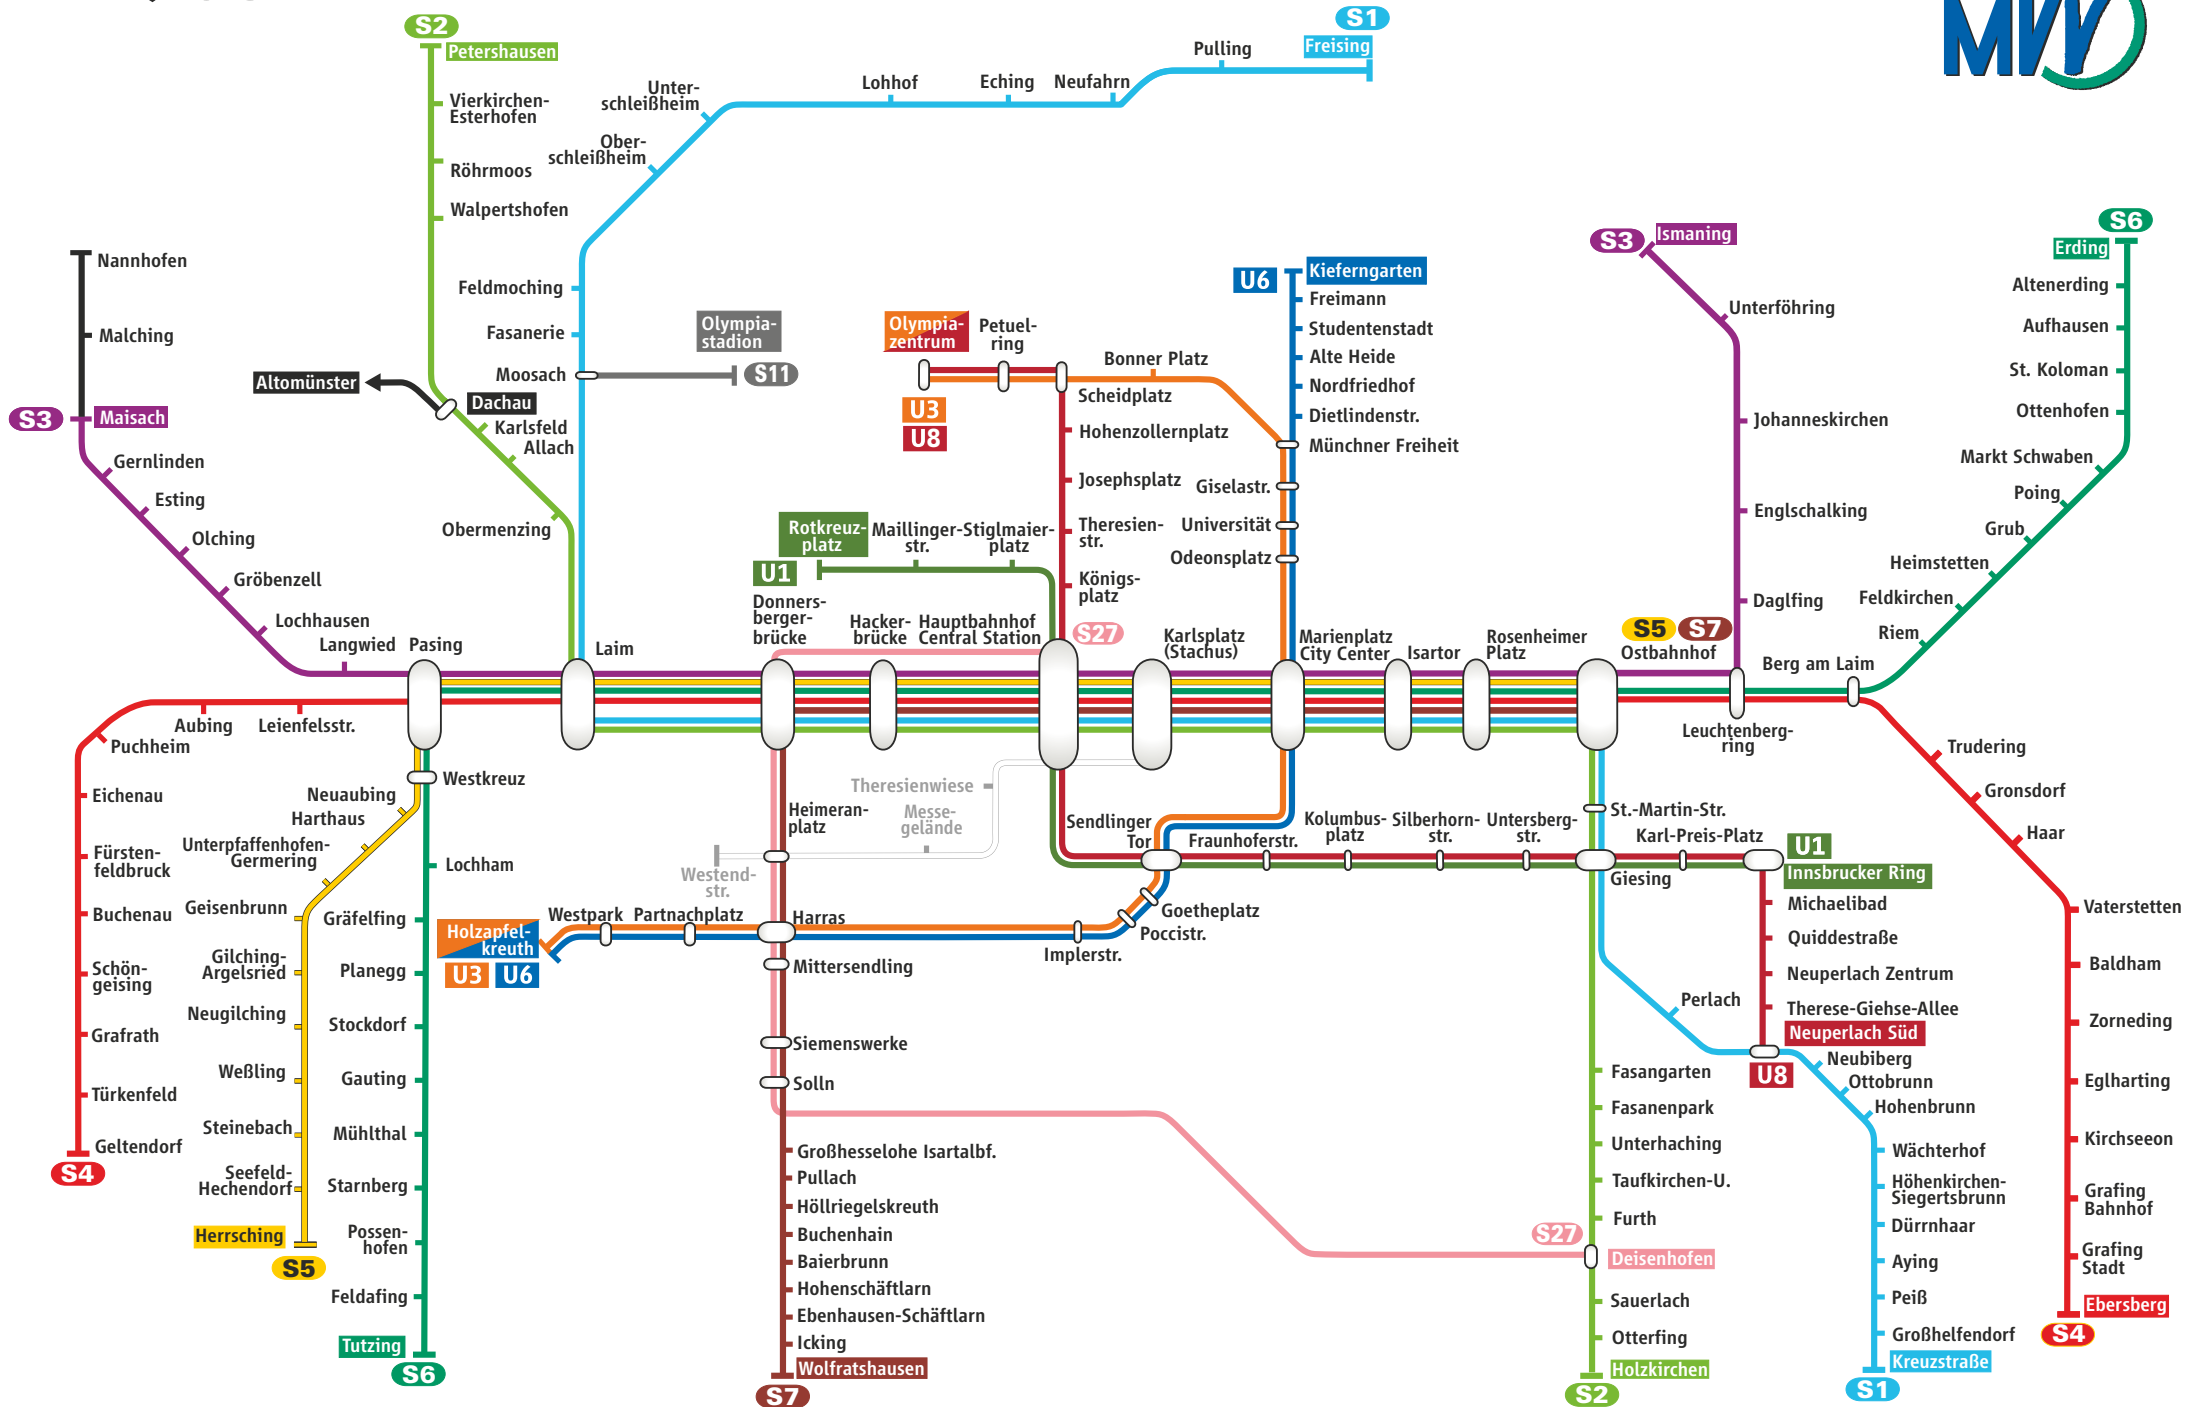 S2
Petershausen
Vierkirchen-
Esterhofen
Röhrmoos
Walpertshofen
S1
Freising
Pulling
Neufahrn
Eching
Lohhof
Unter-
schleißheim
Ober-
schleißheim
Feldmoching
Fasanerie
Moosach
Olympia-
stadion
S11
MVV
Nannhofen
Malching
S3
Maisach
Gernlinden
Esting
Olching
Gröbenzell
Lochhausen
Langwied
Pasing
Altomünster
Dachau
Karlsfeld
Allach
Obermenzing
Laim
Olympia-
zentrum
Petuel-
ring
U3
U8
Scheidplatz
Bonner Platz
Hohenzollernplatz
Josephsplatz
Theresien-
str.
Königs-
platz
U6
Kieferngarten
Freimann
Studentenstadt
Alte Heide
Nordfriedhof
Dietlindenstr.
Münchner Freiheit
Giselastr.
Universität
Odeonsplatz
Rotkreuz-
platz
Maillinger-
str.
Stiglmaier-
platz
U1
Donners-
berger-
brücke
Hacker-
brücke
Hauptbahnhof
Central Station
S27
Karlsplatz
(Stachus)
Marienplatz
City Center
Isartor
Rosenheimer
Platz
S5
S7
Ostbahnhof
S3
Ismaning
Unterföhring
Johanneskirchen
Englschalking
Daglfing
Leuchtenberg-
ring
Berg am Laim
S6
Erding
Altenerding
Aufhausen
St. Koloman
Ottenhofen
Markt Schwaben
Poing
Grub
Heimstetten
Feldkirchen
Riem
Aubing
Leienfelsstr.
Puchheim
Eichenau
Fürsten-
feldbruck
Buchenau
Schön-
geising
Grafrath
Türkenfeld
Geltendorf
S4
Westkreuz
Neuaubing
Harthaus
Unterpfaffenhofen-
Germering
Geisenbrunn
Gilching-
Argelsried
Neugilching
Weßling
Steinebach
Seefeld-
Hechendorf
Herrsching
S5
Lochham
Gräfelfing
Planegg
Stockdorf
Gauting
Mühlthal
Starnberg
Possen-
hofen
Feldafing
Tutzing
S6
Theresienwiese
Messe-
gelände
Westend-
str.
Heimeran-
platz
Holzapfel-
kreuth
U3
U6
Westpark
Partnachplatz
Harras
Mittersendling
Siemenswerke
Solln
Großhesselohe Isartalbf.
Pullach
Höllriegelskreuth
Buchenhain
Baierbrunn
Hohenschäftlarn
Ebenhausen-Schäftlarn
Icking
Wolfratshausen
S7
Implerstr.
Poccistr.
Goetheplatz
Sendlinger
Tor
Fraunhoferstr.
Kolumbus-
platz
Silberhorn-
str.
Untersberg-
str.
St.-Martin-Str.
Karl-Preis-Platz
Giesing
U1
Innsbrucker Ring
Michaelibad
Quiddestraße
Neuperlach Zentrum
Therese-Giehse-Allee
Neuperlach Süd
U8
Perlach
Neubiberg
Ottobrunn
Hohenbrunn
Wächterhof
Höhenkirchen-
Siegertsbrunn
Dürrnhaar
Aying
Peiß
Großhelfendorf
Kreuzstraße
S1
Fasangarten
Fasanenpark
Unterhaching
Taufkirchen-U.
Furth
S27
Deisenhofen
Sauerlach
Otterfing
Holzkirchen
S2
Trudering
Gronsdorf
Haar
Vaterstetten
Baldham
Zorneding
Eglharting
Kirchseeon
Grafing
Bahnhof
Grafing
Stadt
Ebersberg
S4